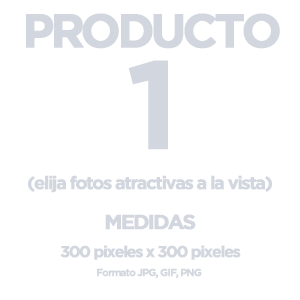 PRODUCTO
1
(elija fotos atractivas a la vista)
MEDIDAS
300 pixeles x 300 pixeles
Formato JPG, GIF, PNG